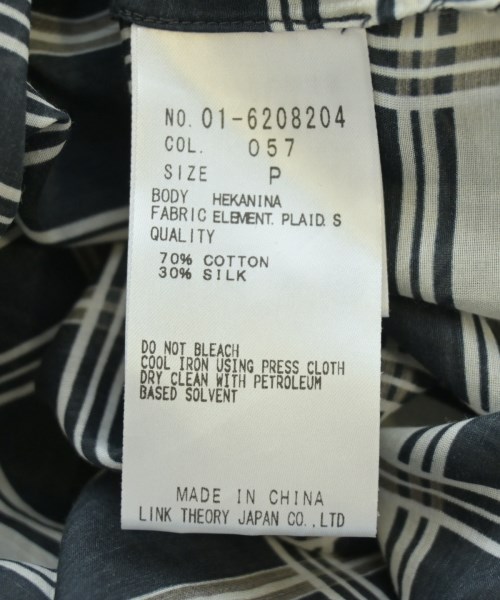 NO. 01-6208204
COL. 057
SIZE P
BODY HEKANINA
FABRIC ELEMENT. PLAID. S
QUALITY
70% COTTON
30% SILK
DO NOT BLEACH
COOL IRON USING PRESS CLOTH
DRY CLEAN WITH PETROLEUM
BASED SOLVENT
MADE IN CHINA
LINK THEORY JAPAN CO.,LTD